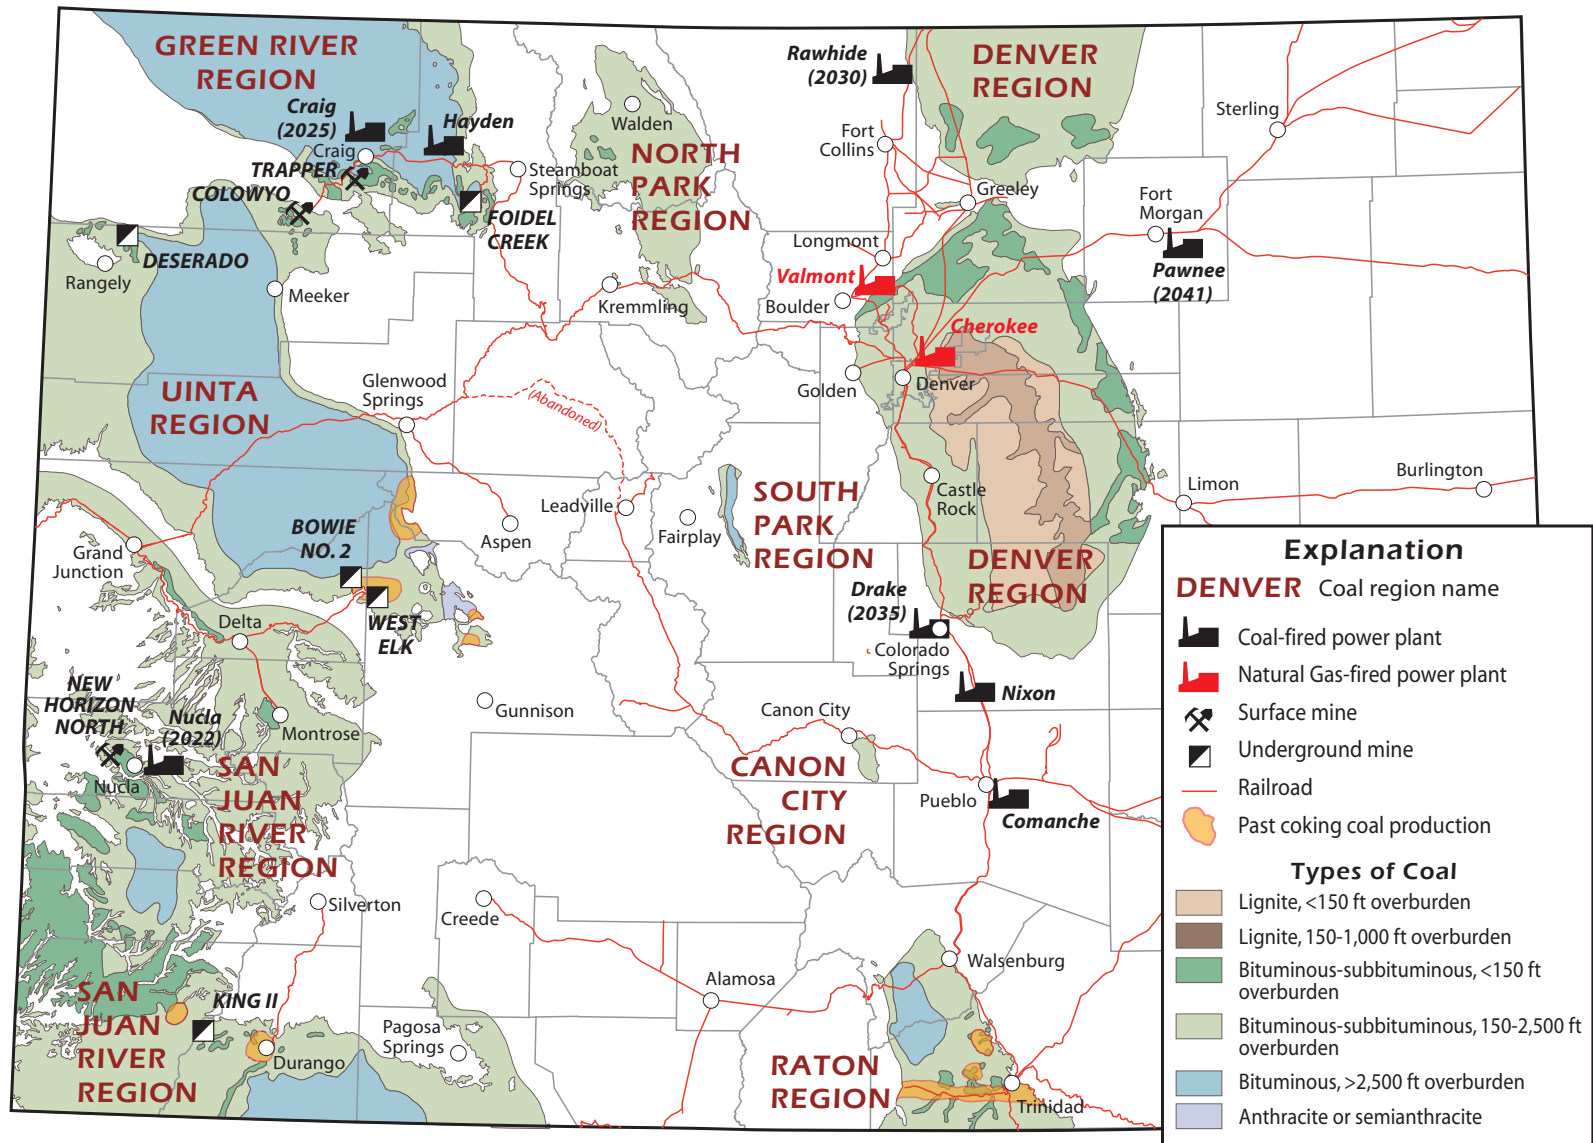 GREEN RIVER
REGION
Craig
(2025)
Hayden
Craig
TRAPPER
COLOWYO
Steamboat
Springs
FOIDEL
CREEK
DESERADO
Rangely
Meeker
Walden
NORTH
PARK
REGION
Kremmling
Rawhide
(2030)
DENVER
REGION
Fort
Collins
Greeley
Sterling
Fort
Morgan
Pawnee
(2041)
Longmont
Valmont
Boulder
Cherokee
Golden
Denver
UINTA
REGION
Glenwood
Springs
(Abandoned)
Leadville
Aspen
Fairplay
SOUTH
PARK
REGION
Castle
Rock
DENVER
REGION
Limon
Burlington
BOWIE
NO. 2
Grand
Junction
WEST
ELK
Delta
Drake
(2035)
Colorado
Springs
Nixon
NEW
HORIZON
NORTH
Nucla
(2022)
Nucla
Montrose
Gunnison
SAN
JUAN
RIVER
REGION
Canon City
CANON
CITY
REGION
Pueblo
Comanche
Silverton
Creede
Walsenburg
Alamosa
SAN
JUAN
RIVER
REGION
KING II
Durango
Pagosa
Springs
RATON
REGION
Trinidad
Explanation
DENVER Coal region name
Coal-fired power plant
Natural Gas-fired power plant
Surface mine
Underground mine
Railroad
Past coking coal production
Types of Coal
Lignite, <150 ft overburden
Lignite, 150-1,000 ft overburden
Bituminous-subbituminous, <150 ft
overburden
Bituminous-subbituminous, 150-2,500 ft
overburden
Bituminous, >2,500 ft overburden
Anthracite or semianthracite